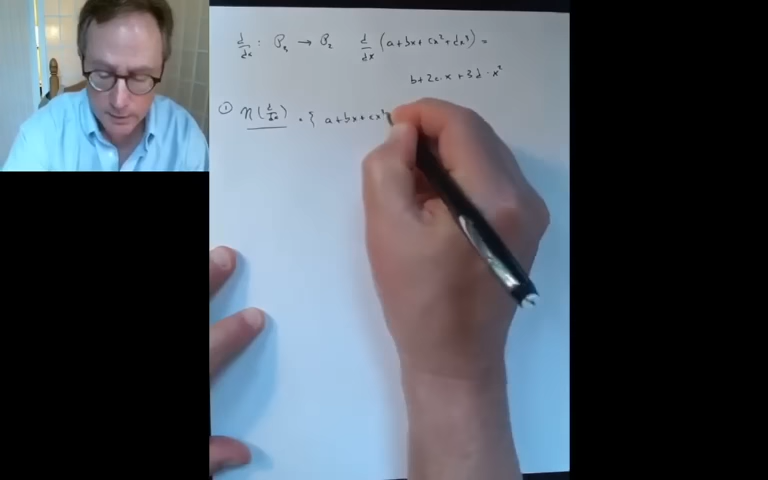 d/dx : P₃ → P₂ d/dx (a+bx+cx²+dx³) =
b+2c·x+3d·x²
① N(d/dx) = { a+bx+cx²